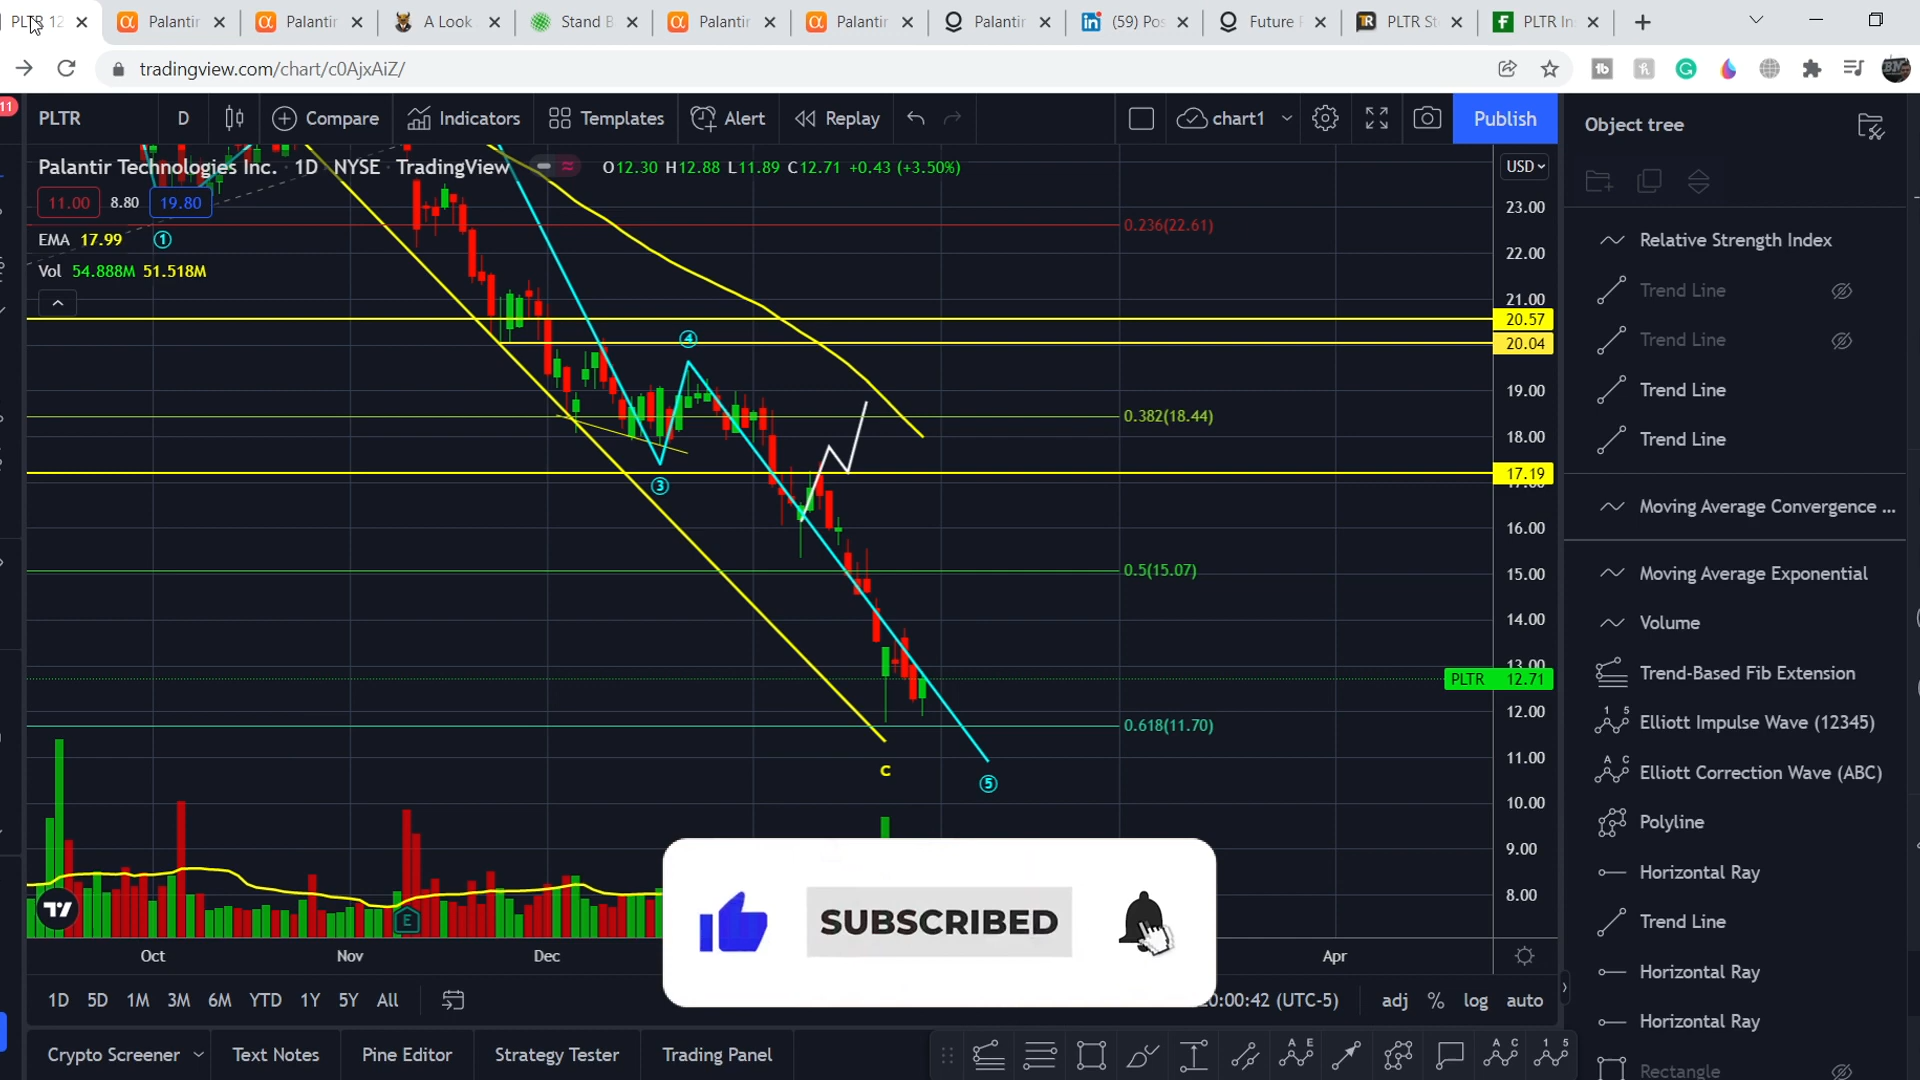 PLTR 12
Palantir
Palantir
A Look
Stand B
Palantir
Palantir
Palantir
(59) Pos
Future
PLTR St
PLTR In
tradingview.com/chart/c0AjxAiZ/
11
PLTR
D
Compare
Indicators
Templates
Alert
Replay
chart1
Publish
Object tree
Palantir Technologies Inc. · 1D · NYSE · TradingView
O12.30 H12.88 L11.89 C12.71 +0.43 (+3.50%)
USD
11.00 8.80 19.80
EMA 17.99
1
Vol 54.888M 51.518M
23.00
22.00
21.00
20.57
20.04
19.00
18.00
17.19
16.00
15.00
14.00
13.00
PLTR 12.71
12.00
11.00
10.00
9.00
8.00
0.236(22.61)
0.382(18.44)
0.5(15.07)
0.618(11.70)
4
3
C
5
E
SUBSCRIBED
Oct
Nov
Dec
Apr
1D 5D 1M 3M 6M YTD 1Y 5Y All
:00:42 (UTC-5)
adj % log auto
Crypto Screener
Text Notes
Pine Editor
Strategy Tester
Trading Panel
Relative Strength Index
Trend Line
Trend Line
Trend Line
Trend Line
Moving Average Convergence ...
Moving Average Exponential
Volume
Trend-Based Fib Extension
Elliott Impulse Wave (12345)
Elliott Correction Wave (ABC)
Polyline
Horizontal Ray
Trend Line
Horizontal Ray
Horizontal Ray
Rectangle